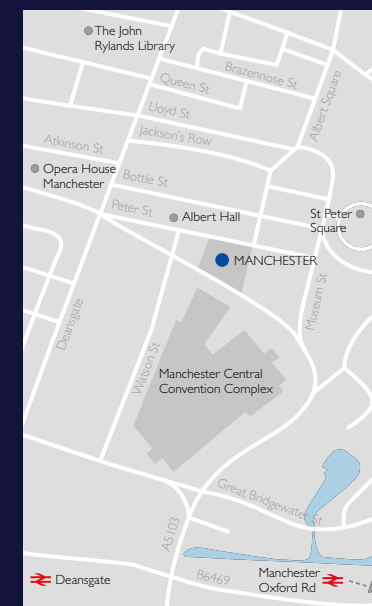 The John
Rylands Library
Brazennose St
Queen St
Albert Square
Lloyd St
Jackson's Row
Atkinson St
Opera House
Manchester
Bottle St
Peter St
Albert Hall
St Peter
Square
MANCHESTER
Museum St
Deansgate
Watson St
Manchester Central
Convention Complex
Great Bridgewater St
A5103
B6469
Deansgate
Manchester
Oxford Rd